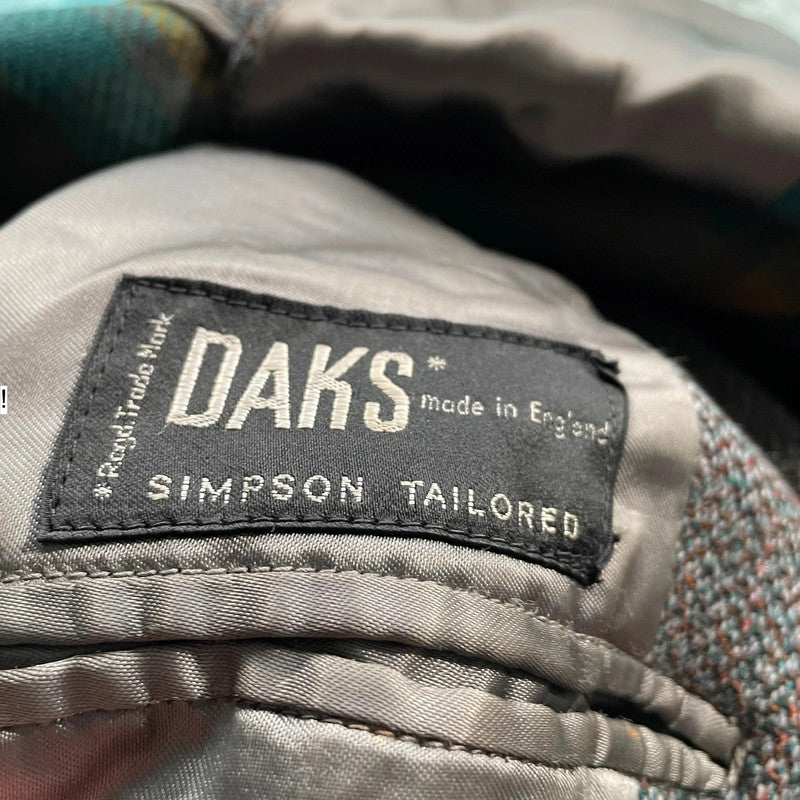 *Regd Trade Mark
DAKS* made in England
SIMPSON TAILORED
!